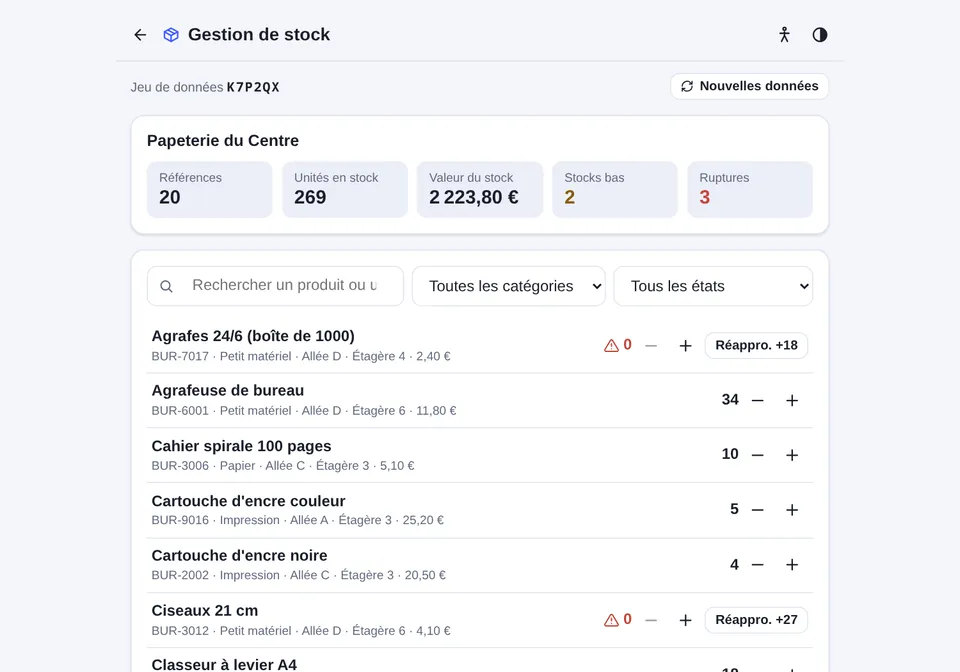 Gestion de stock
Jeu de données K7P2QX
Nouvelles données
Papeterie du Centre
Références
20
Unités en stock
269
Valeur du stock
2 223,80 €
Stocks bas
2
Ruptures
3
Rechercher un produit ou u
Toutes les catégories
Tous les états
Agrafes 24/6 (boîte de 1000)
BUR-7017 · Petit matériel · Allée D · Étagère 4 · 2,40 €
0
Réappro. +18
Agrafeuse de bureau
BUR-6001 · Petit matériel · Allée D · Étagère 6 · 11,80 €
34
Cahier spirale 100 pages
BUR-3006 · Papier · Allée C · Étagère 3 · 5,10 €
10
Cartouche d'encre couleur
BUR-9016 · Impression · Allée A · Étagère 3 · 25,20 €
5
Cartouche d'encre noire
BUR-2002 · Impression · Allée C · Étagère 3 · 20,50 €
4
Ciseaux 21 cm
BUR-3012 · Petit matériel · Allée D · Étagère 6 · 4,10 €
0
Réappro. +27
Classeur à levier A4